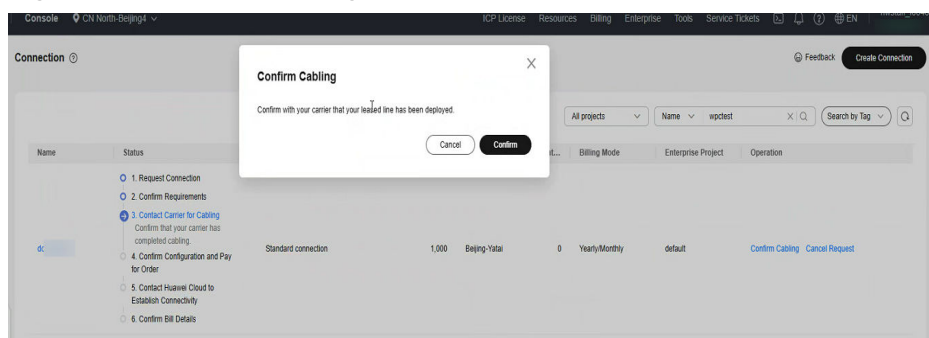 Console CN North-Beijing4 ICP License Resources Billing Enterprise Tools Service Tickets EN
Connection
Feedback Create Connection
Confirm Cabling
Confirm with your carrier that your leased line has been deployed.
Cancel Confirm
All projects Name wpctest Search by Tag
Name Status Billing Mode Enterprise Project Operation
1. Request Connection
2. Confirm Requirements
3. Contact Carrier for Cabling
Confirm that your carrier has
completed cabling.
4. Confirm Configuration and Pay
for Order
5. Contact Huawei Cloud to
Establish Connectivity
6. Confirm Bill Details
dc Standard connection 1,000 Beijing-Yatai 0 Yearly/Monthly default Confirm Cabling Cancel Request